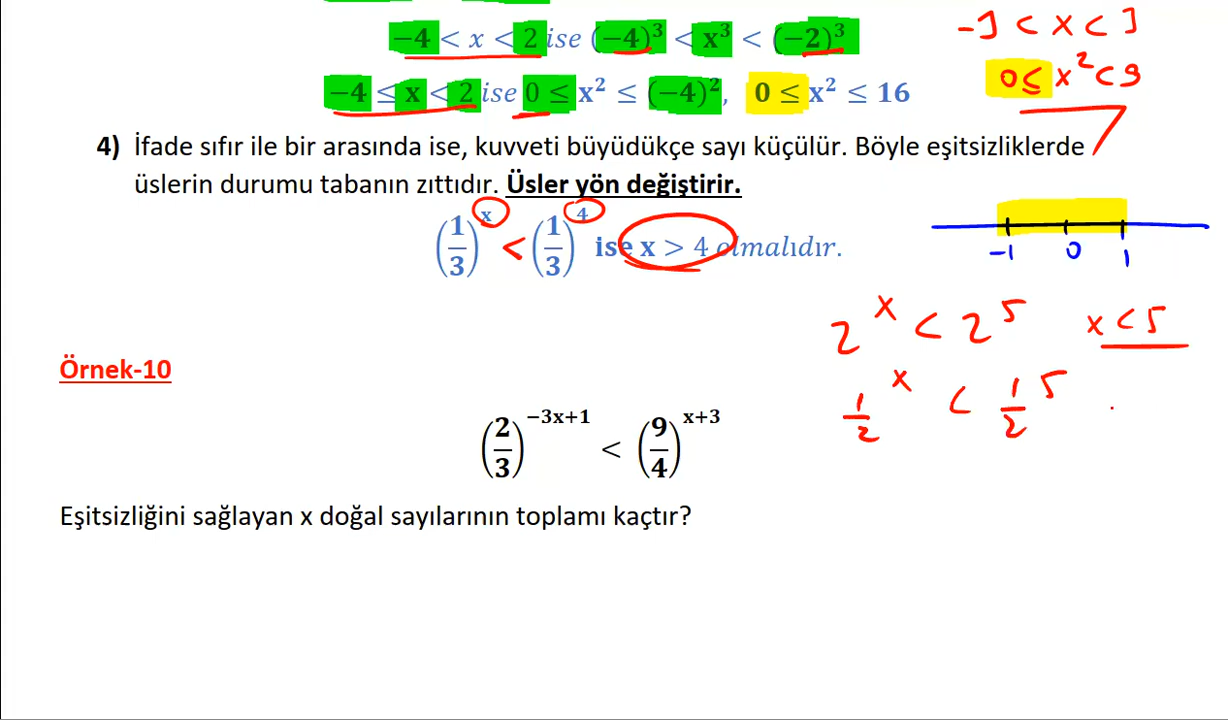 −4 < x < 2 ise (−4)³ < x³ < (−2)³
-3 < x < 3
−4 ≤ x < 2 ise 0 ≤ x² ≤ (−4)², 0 ≤ x² ≤ 16
0 ≤ x² < 9
4) İfade sıfır ile bir arasında ise, kuvveti büyüdükçe sayı küçülür. Böyle eşitsizliklerde
üslerin durumu tabanın zıttıdır. Üsler yön değiştirir.
(1/3)^x < (1/3)^4 ise x > 4 olmalıdır.
-1 0 1
2^x < 2^5 x < 5
1/2^x < 1/2^5
Örnek-10
(2/3)^(−3x+1) < (9/4)^(x+3)
Eşitsizliğini sağlayan x doğal sayılarının toplamı kaçtır?